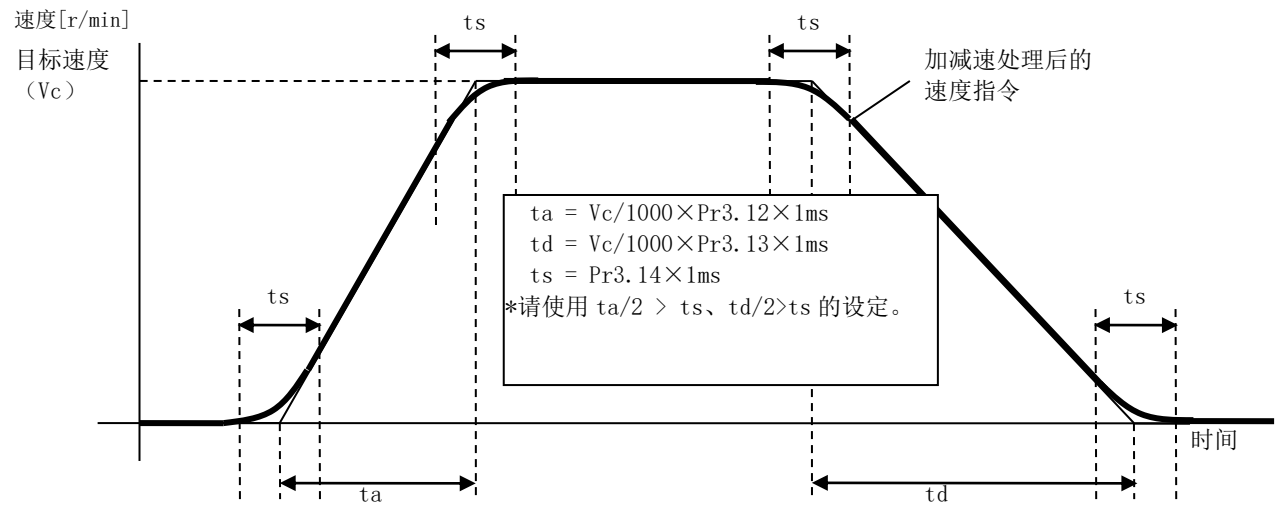 速度[r/min]
目标速度
（Vc）
ts
ts
加减速处理后的
速度指令
ta = Vc/1000×Pr3.12×1ms
td = Vc/1000×Pr3.13×1ms
ts = Pr3.14×1ms
*请使用 ta/2 > ts、td/2>ts 的设定。
ts
ts
时间
ta
td